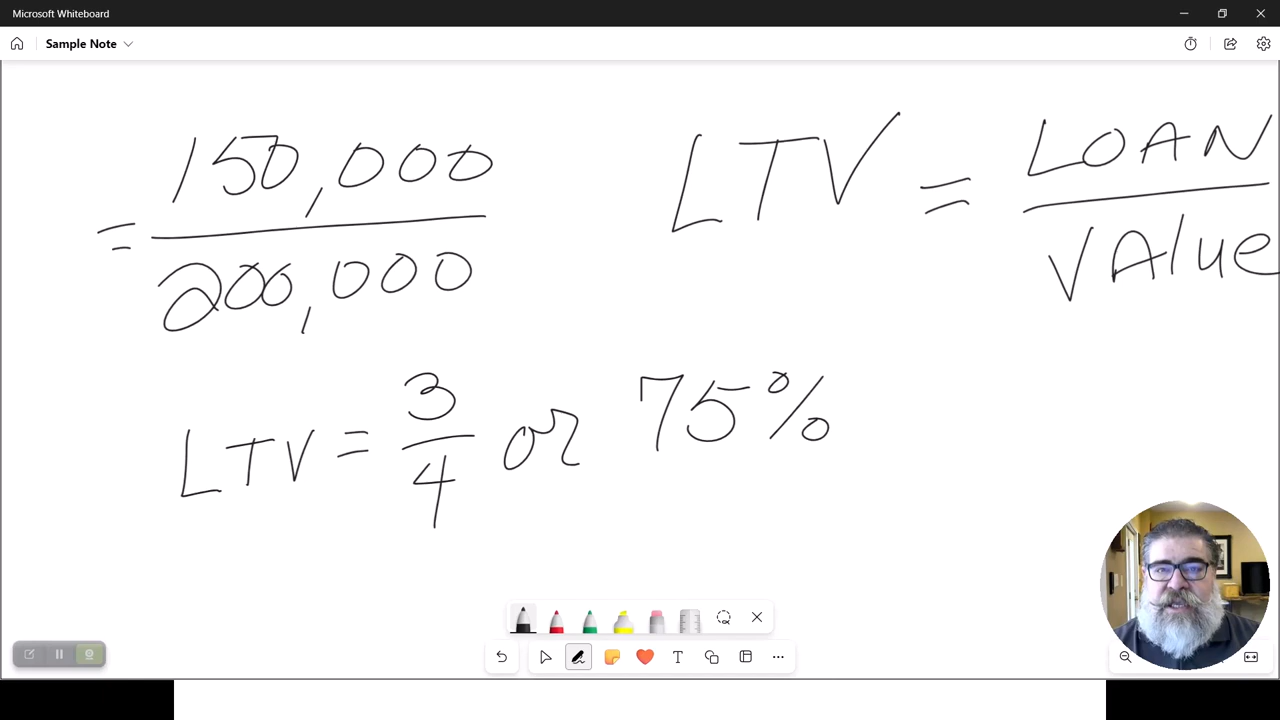 Microsoft Whiteboard
Sample Note
= 150,000 / 200,000
LTV = LOAN / VAlue
LTV = 3/4 or 75%
T